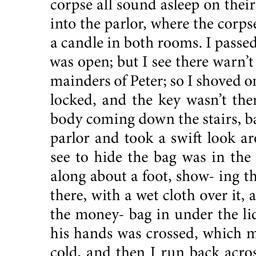 corpse all sound asleep on their
into the parlor, where the corpse
a candle in both rooms. I passed
was open; but I see there warn't
mainders of Peter; so I shoved on
locked, and the key wasn't ther
body coming down the stairs, ba
parlor and took a swift look aro
see to hide the bag was in the
along about a foot, show- ing th
there, with a wet cloth over it, a
the money- bag in under the lid
his hands was crossed, which m
cold, and then I run back acros